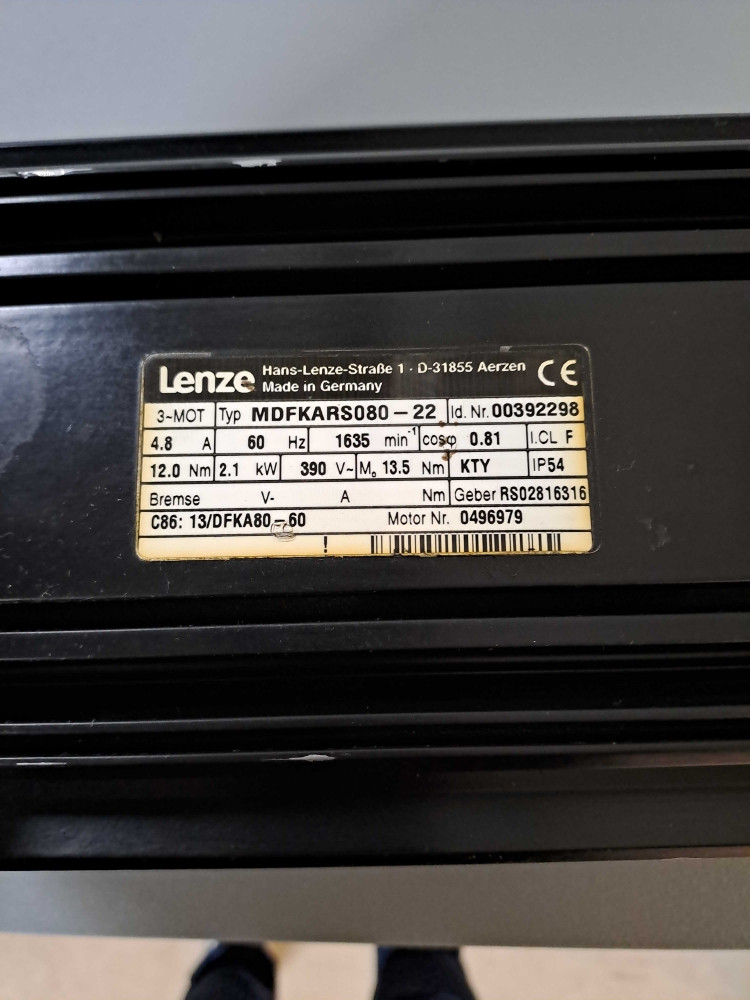 Lenze Hans-Lenze-Straße 1 · D-31855 Aerzen CE
Made in Germany
3~MOT Typ MDFKARS080-22 Id. Nr. 00392298
4.8 A 60 Hz 1635 min⁻¹ cosφ 0.81 I.CL F
12.0 Nm 2.1 kW 390 V~ M₀ 13.5 Nm KTY IP54
Bremse V- A Nm Geber RS02816316
C86: 13/DFKA80-60 Motor Nr. 0496979
!